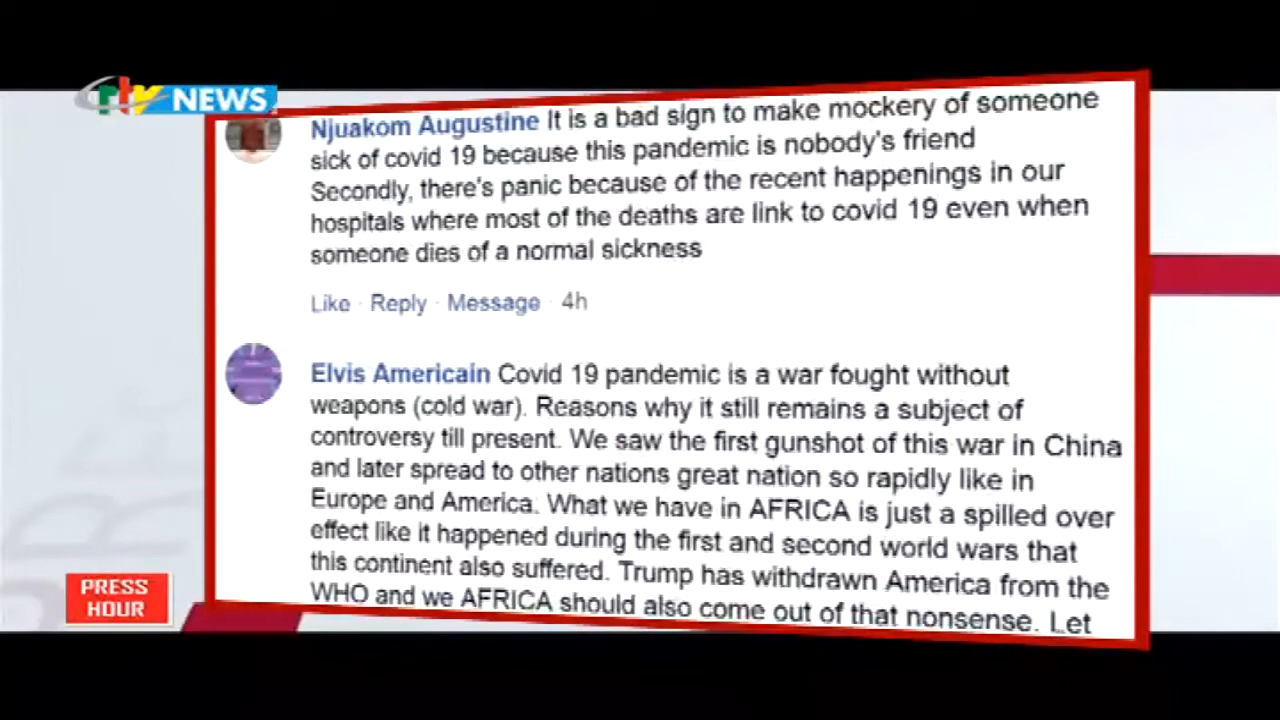 rtv NEWS
Njuakom Augustine It is a bad sign to make mockery of someone
sick of covid 19 because this pandemic is nobody's friend
Secondly, there's panic because of the recent happenings in our
hospitals where most of the deaths are link to covid 19 even when
someone dies of a normal sickness
Like · Reply · Message · 4h
Elvis Americain Covid 19 pandemic is a war fought without
weapons (cold war). Reasons why it still remains a subject of
controversy till present. We saw the first gunshot of this war in China
and later spread to other nations great nation so rapidly like in
Europe and America. What we have in AFRICA is just a spilled over
effect like it happened during the first and second world wars that
this continent also suffered. Trump has withdrawn America from the
WHO and we AFRICA should also come out of that nonsense. Let
PRESS
HOUR